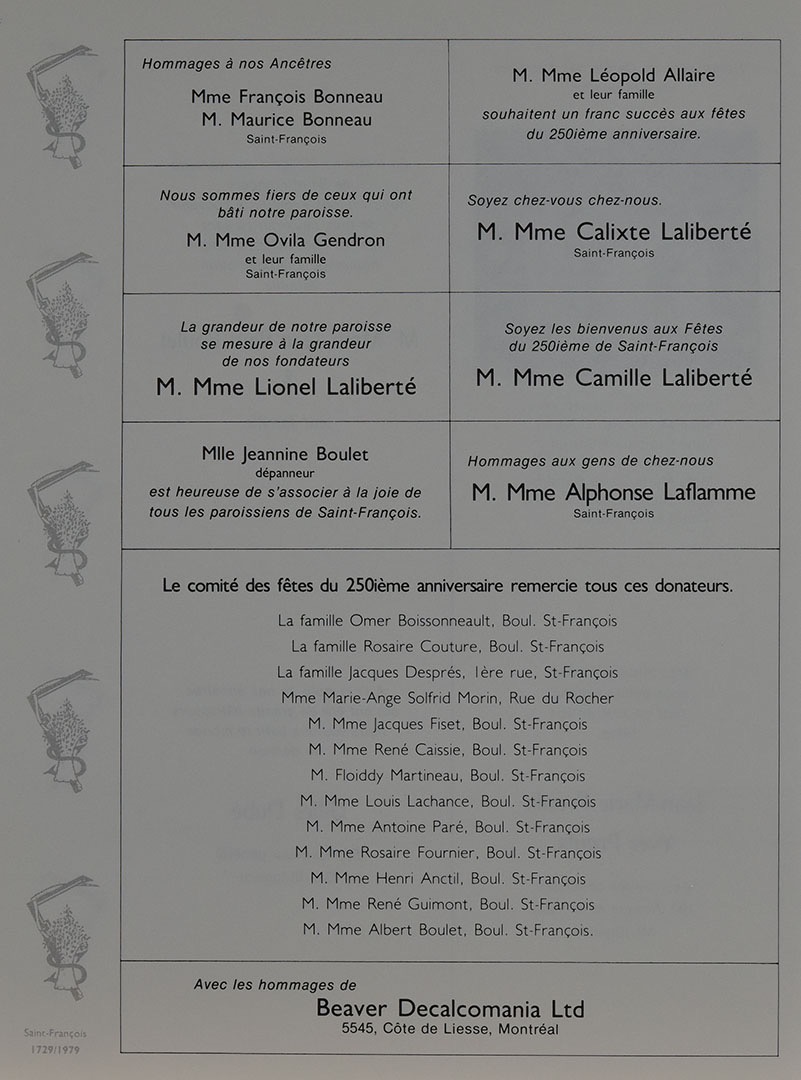 Hommages à nos Ancêtres
Mme François Bonneau
M. Maurice Bonneau
Saint-François
M. Mme Léopold Allaire
et leur famille
souhaitent un franc succès aux fêtes
du 250ième anniversaire.
Nous sommes fiers de ceux qui ont
bâti notre paroisse.
M. Mme Ovila Gendron
et leur famille
Saint-François
Soyez chez-vous chez-nous.
M. Mme Calixte Laliberté
Saint-François
La grandeur de notre paroisse
se mesure à la grandeur
de nos fondateurs
M. Mme Lionel Laliberté
Soyez les bienvenus aux Fêtes
du 250ième de Saint-François
M. Mme Camille Laliberté
Mlle Jeannine Boulet
dépanneur
est heureuse de s'associer à la joie de
tous les paroissiens de Saint-François.
Hommages aux gens de chez-nous
M. Mme Alphonse Laflamme
Saint-François
Le comité des fêtes du 250ième anniversaire remercie tous ces donateurs.
La famille Omer Boissonneault, Boul. St-François
La famille Rosaire Couture, Boul. St-François
La famille Jacques Després, 1ère rue, St-François
Mme Marie-Ange Solfrid Morin, Rue du Rocher
M. Mme Jacques Fiset, Boul. St-François
M. Mme René Caissie, Boul. St-François
M. Floiddy Martineau, Boul. St-François
M. Mme Louis Lachance, Boul. St-François
M. Mme Antoine Paré, Boul. St-François
M. Mme Rosaire Fournier, Boul. St-François
M. Mme Henri Anctil, Boul. St-François
M. Mme René Guimont, Boul. St-François
M. Mme Albert Boulet, Boul. St-François.
Avec les hommages de
Beaver Decalcomania Ltd
5545, Côte de Liesse, Montréal
Saint-François
1729/1979